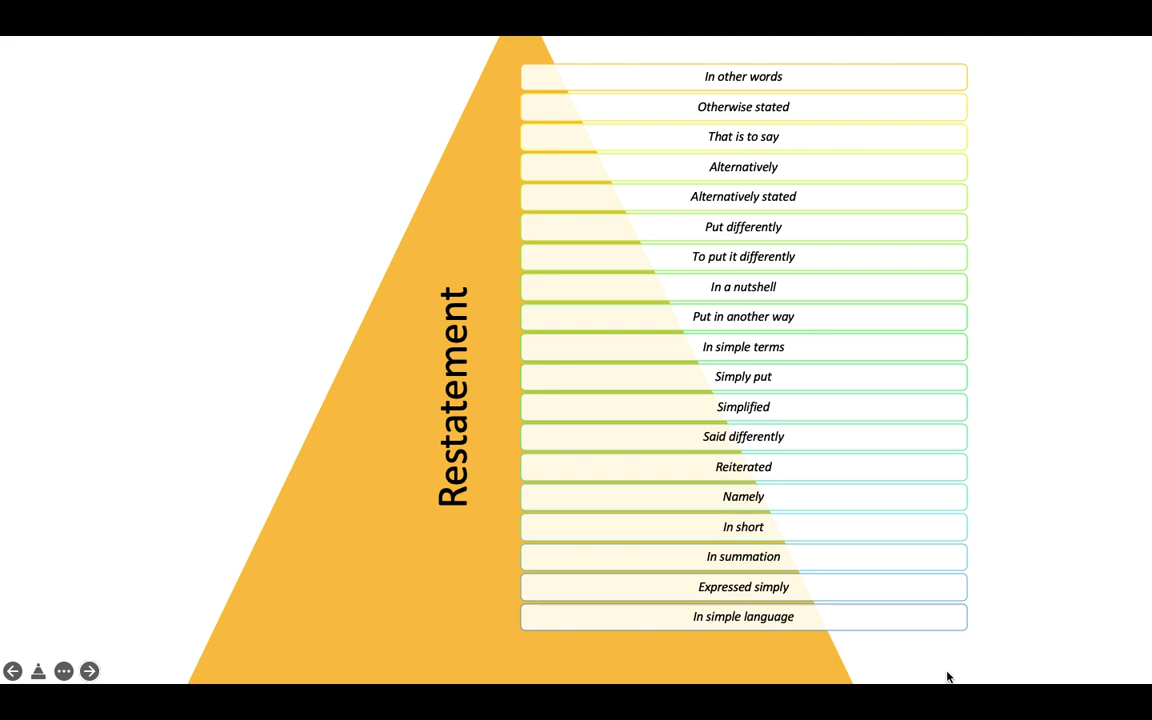 Restatement
In other words
Otherwise stated
That is to say
Alternatively
Alternatively stated
Put differently
To put it differently
In a nutshell
Put in another way
In simple terms
Simply put
Simplified
Said differently
Reiterated
Namely
In short
In summation
Expressed simply
In simple language